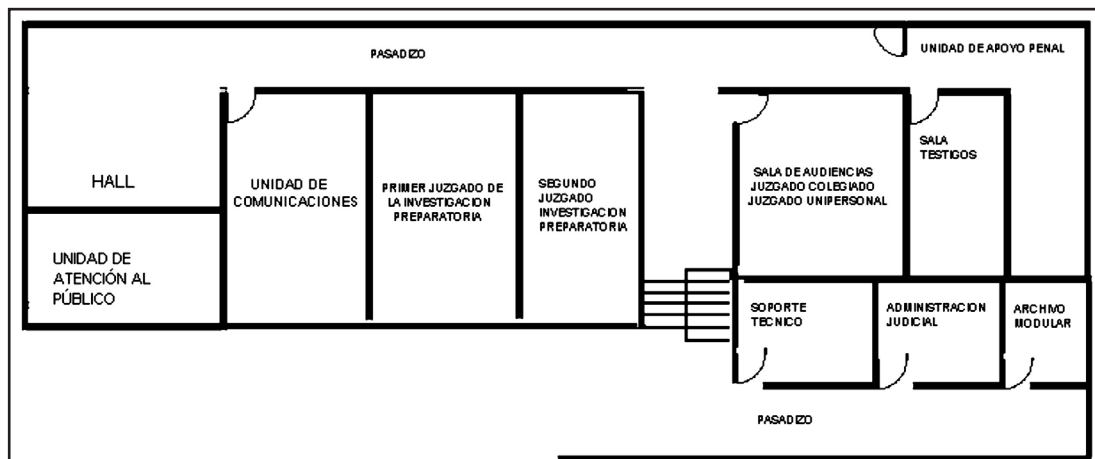 PASADIZO
UNIDAD DE APOYO PENAL
HALL
UNIDAD DE
COMUNICACIONES
PRIMER JUZGADO DE
LA INVESTIGACION
PREPARATORIA
SEGUNDO
JUZGADO
INVESTIGACION
PREPARATORIA
SALA DE AUDIENCIAS
JUZGADO COLEGIADO
JUZGADO UNIPERSONAL
SALA
TESTIGOS
UNIDAD DE
ATENCIÓN AL
PÚBLICO
SOPORTE
TECNICO
ADMINISTRACION
JUDICIAL
ARCHIVO
MODULAR
PASADIZO